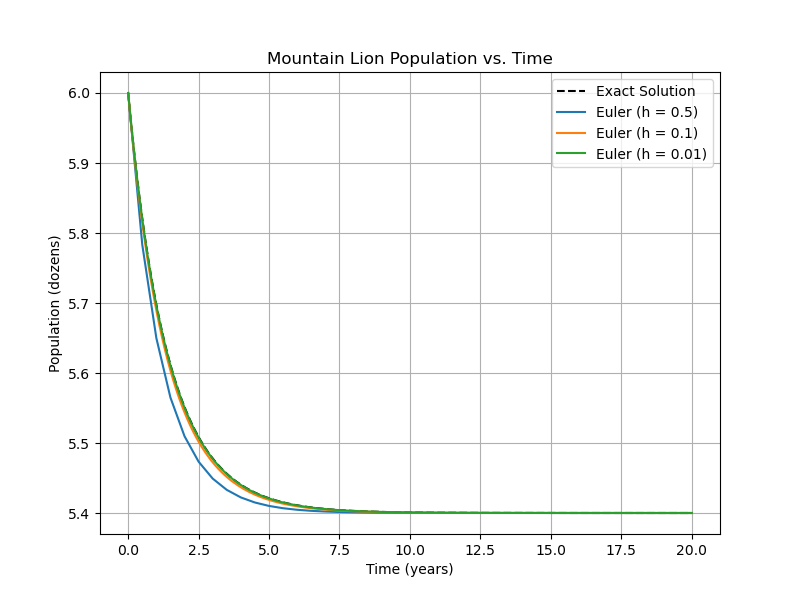 Mountain Lion Population vs. Time
Exact Solution
Euler (h = 0.5)
Euler (h = 0.1)
Euler (h = 0.01)
Population (dozens)
6.0
5.9
5.8
5.7
5.6
5.5
5.4
0.0 2.5 5.0 7.5 10.0 12.5 15.0 17.5 20.0
Time (years)